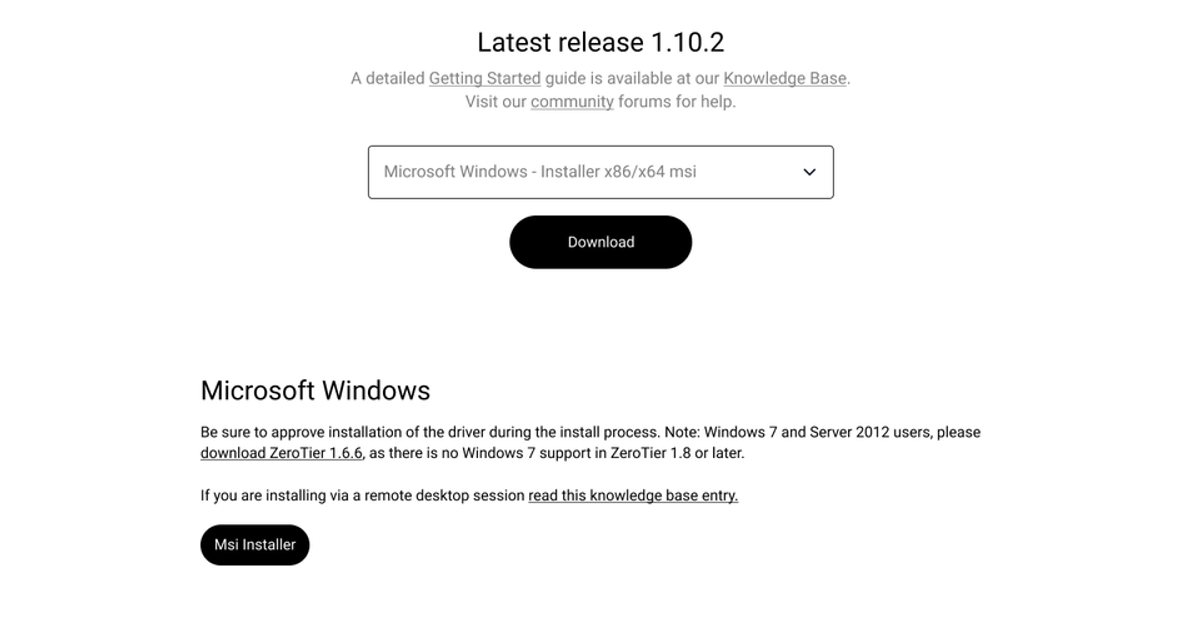 Latest release 1.10.2
A detailed Getting Started guide is available at our Knowledge Base.
Visit our community forums for help.
Microsoft Windows - Installer x86/x64 msi
Download
Microsoft Windows
Be sure to approve installation of the driver during the install process. Note: Windows 7 and Server 2012 users, please
download ZeroTier 1.6.6, as there is no Windows 7 support in ZeroTier 1.8 or later.
If you are installing via a remote desktop session read this knowledge base entry.
Msi Installer